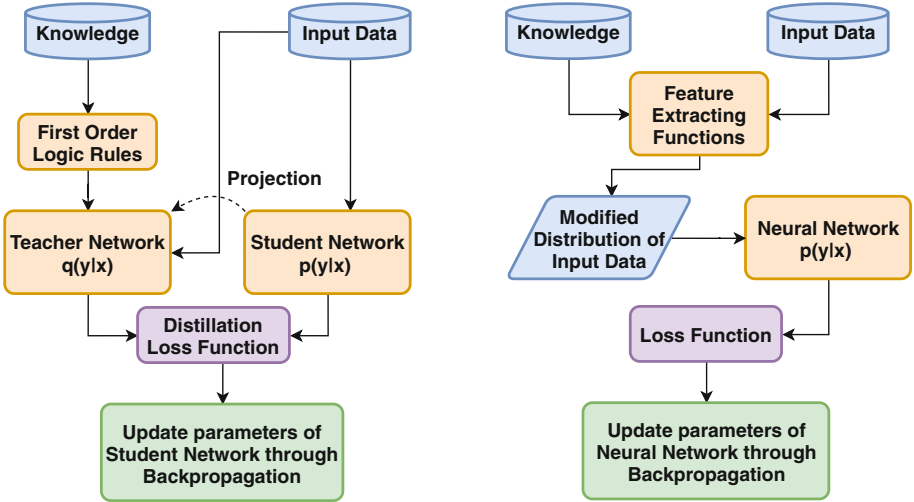 Knowledge
Input Data
First Order
Logic Rules
Projection
Teacher Network
q(y|x)
Student Network
p(y|x)
Distillation
Loss Function
Update parameters of
Student Network through
Backpropagation
Knowledge
Input Data
Feature
Extracting
Functions
Modified
Distribution of
Input Data
Neural Network
p(y|x)
Loss Function
Update parameters of
Neural Network through
Backpropagation